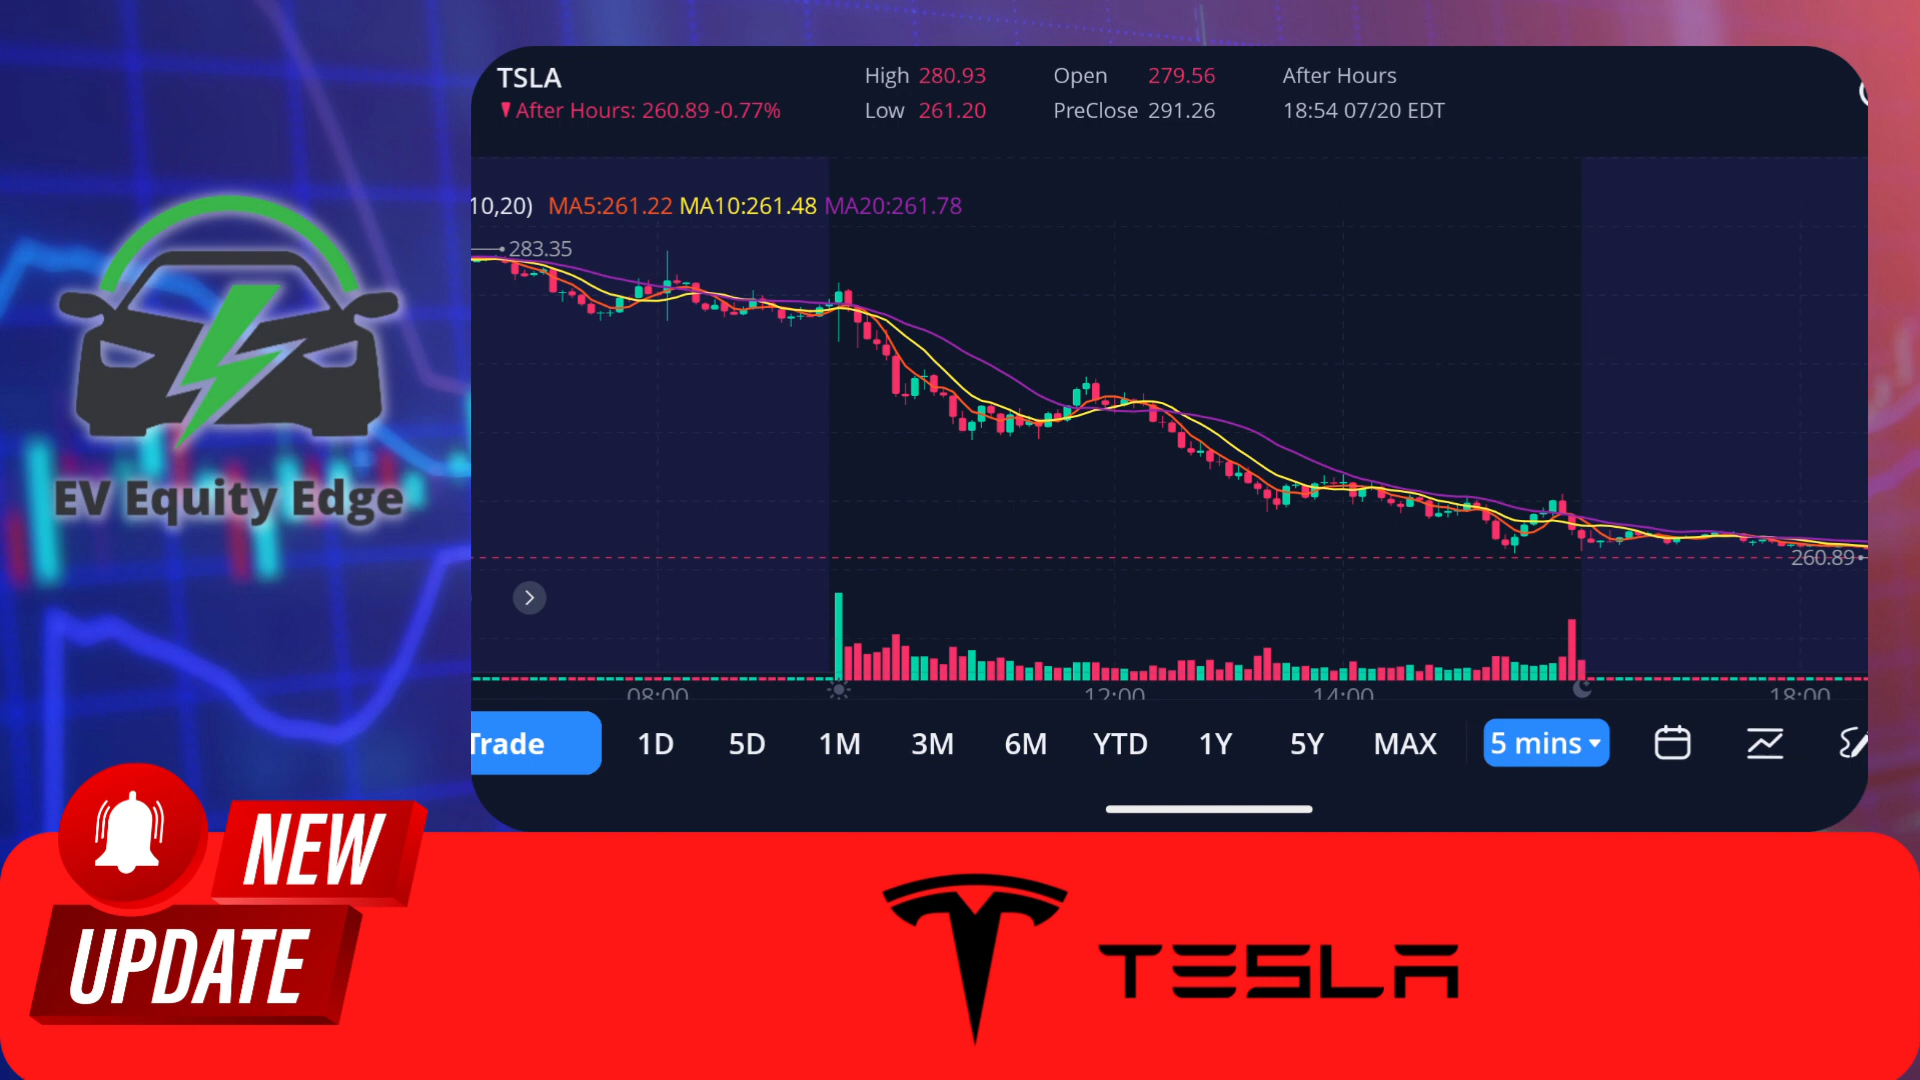 TSLA
After Hours: 260.89 -0.77%
High 280.93
Low 261.20
Open 279.56
PreClose 291.26
After Hours
18:54 07/20 EDT
10,20) MA5:261.22 MA10:261.48 MA20:261.78
283.35
260.89
08:00 12:00 14:00 18:00
Trade 1D 5D 1M 3M 6M YTD 1Y 5Y MAX 5 mins
EV Equity Edge
NEW
UPDATE
TESLA